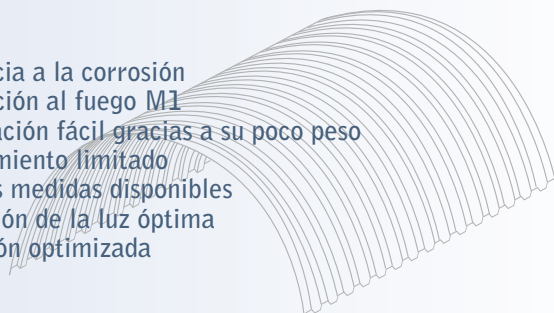 cia a la corrosión
ción al fuego M1
ación fácil gracias a su poco peso
miento limitado
s medidas disponibles
ión de la luz óptima
ón optimizada